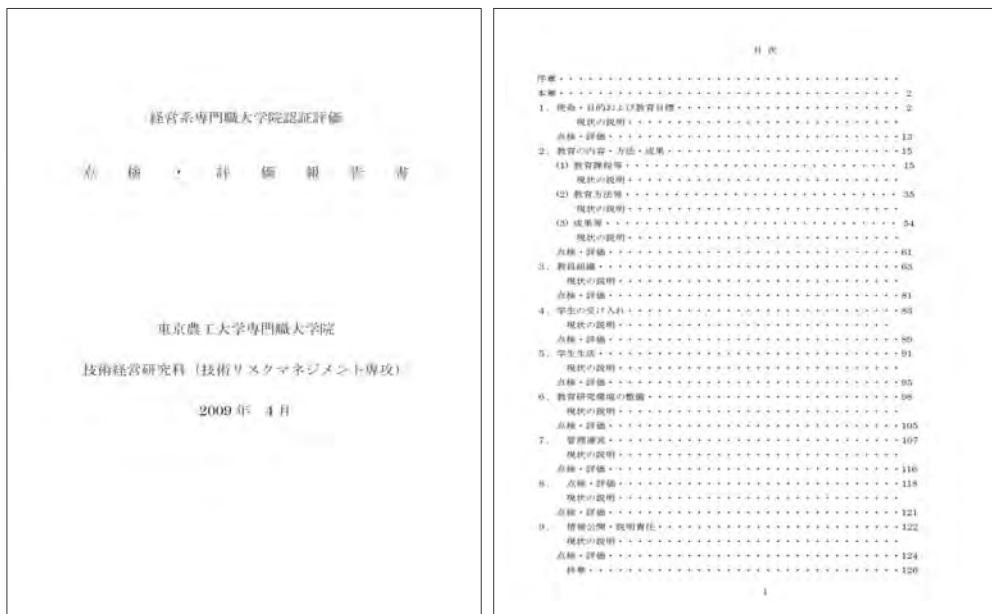 経営系専門職大学院認証評価
点 検 ・ 評 価 報 告 書
東京農工大学専門職大学院
技術経営研究科（技術リスクマネジメント専攻）
2009 年 4 月
目 次
序章・・・・・・・・・・・・・・・・・・・・・・・・・・・・・・・・・・
本章・・・・・・・・・・・・・・・・・・・・・・・・・・・・・・・・・・2
1．使命・目的および教育目標・・・・・・・・・・・・・・・・・・・・・・・2
現状の説明・・・・・・・・・・・・・・・・・・・・・・・・・・・
点検・評価・・・・・・・・・・・・・・・・・・・・・・・・・・・・・13
2．教育の内容・方法・成果・・・・・・・・・・・・・・・・・・・・・・・15
(1) 教育課程等・・・・・・・・・・・・・・・・・・・・・・・・・・・・15
現状の説明・・・・・・・・・・・・・・・・・・・・・・・・・・・
(2) 教育方法等・・・・・・・・・・・・・・・・・・・・・・・・・・・・35
現状の説明・・・・・・・・・・・・・・・・・・・・・・・・・・・
(3) 成果等・・・・・・・・・・・・・・・・・・・・・・・・・・・・・・54
現状の説明・・・・・・・・・・・・・・・・・・・・・・・・・・・
点検・評価・・・・・・・・・・・・・・・・・・・・・・・・・・・・・61
3．教員組織・・・・・・・・・・・・・・・・・・・・・・・・・・・・・・63
現状の説明・・・・・・・・・・・・・・・・・・・・・・・・・・・
点検・評価・・・・・・・・・・・・・・・・・・・・・・・・・・・・・81
4．学生の受け入れ・・・・・・・・・・・・・・・・・・・・・・・・・・・83
現状の説明・・・・・・・・・・・・・・・・・・・・・・・・・・
点検・評価・・・・・・・・・・・・・・・・・・・・・・・・・・・・・89
5．学生生活・・・・・・・・・・・・・・・・・・・・・・・・・・・・・・91
現状の説明・・・・・・・・・・・・・・・・・・・・・・・・・・・
点検・評価・・・・・・・・・・・・・・・・・・・・・・・・・・・・・95
6．教育研究環境の整備・・・・・・・・・・・・・・・・・・・・・・・・・98
現状の説明・・・・・・・・・・・・・・・・・・・・・・・・・・・
点検・評価・・・・・・・・・・・・・・・・・・・・・・・・・・・・・105
7． 管理運営・・・・・・・・・・・・・・・・・・・・・・・・・・・・・107
現状の説明・・・・・・・・・・・・・・・・・・・・・・・・・・・
点検・評価・・・・・・・・・・・・・・・・・・・・・・・・・・・・・116
8． 点検・評価・・・・・・・・・・・・・・・・・・・・・・・・・・・・118
現状の説明・・・・・・・・・・・・・・・・・・・・・・・・・・・
点検・評価・・・・・・・・・・・・・・・・・・・・・・・・・・・・・121
9． 情報公開・説明責任・・・・・・・・・・・・・・・・・・・・・・・・122
現状の説明・・・・・・・・・・・・・・・・・・・・・・・・・・・
点検・評価・・・・・・・・・・・・・・・・・・・・・・・・・・・・・124
終章・・・・・・・・・・・・・・・・・・・・・・・・・・・・・・・126
1